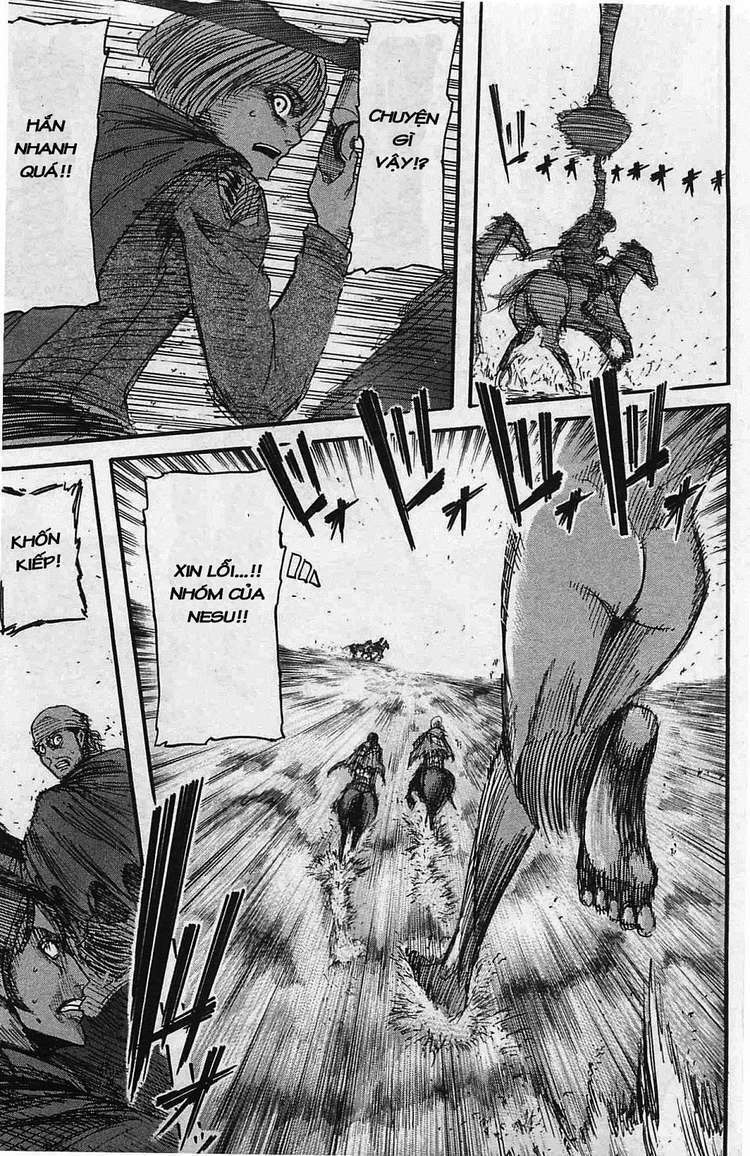 CHUYỆN
GÌ
VẬY!?
HẮN
NHANH
QUÁ!!
XIN LỖI...!!
NHÓM CỦA
NESU!!
KHỐN
KIẾP!